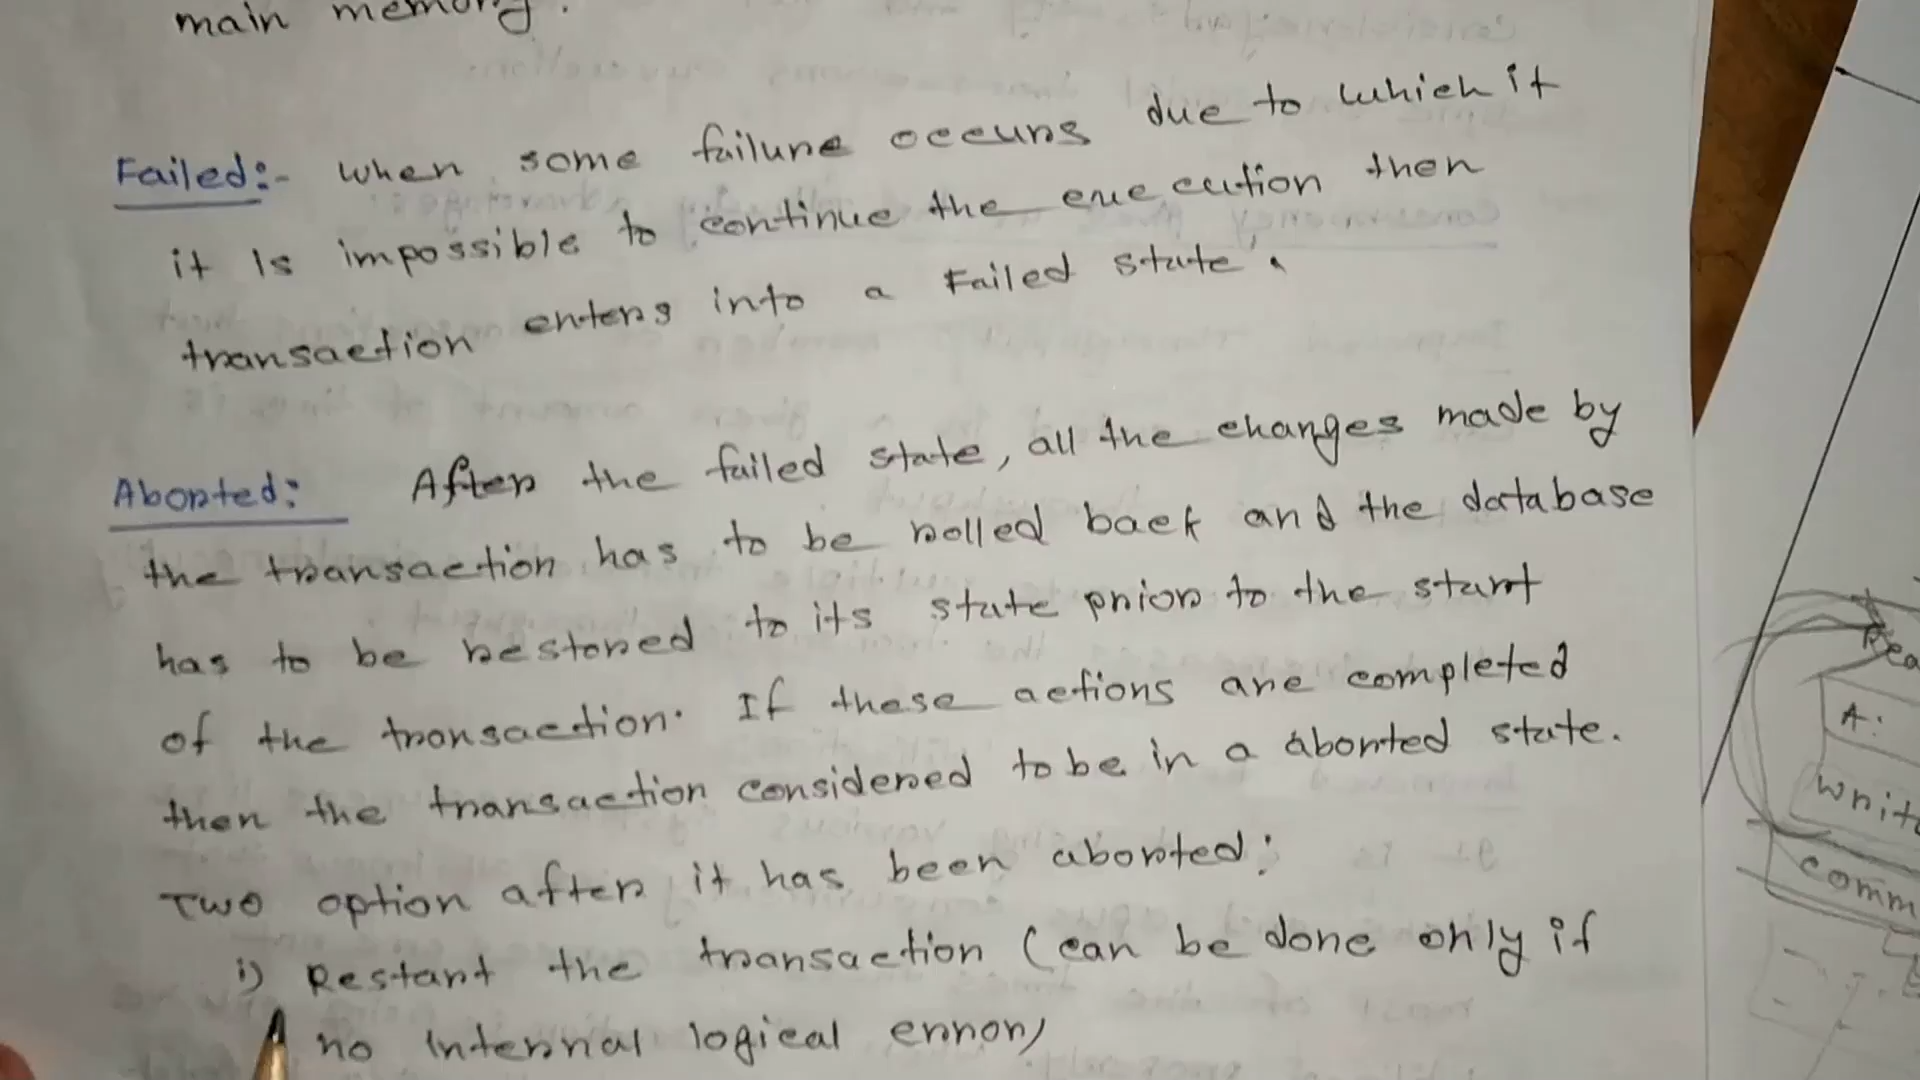 main memory.
Failed:- when some failure occurs due to which it
it is impossible to continue the execution then
transaction enters into a Failed state.
Aborted: After the failed state, all the changes made by
the transaction has to be rolled back and the database
has to be restored to its state prior to the start
of the transaction. If these actions are completed
then the transaction considered to be in a aborted state.
Two option after it has been aborted:
i) Restart the transaction (can be done only if
no internal logical error)
A: